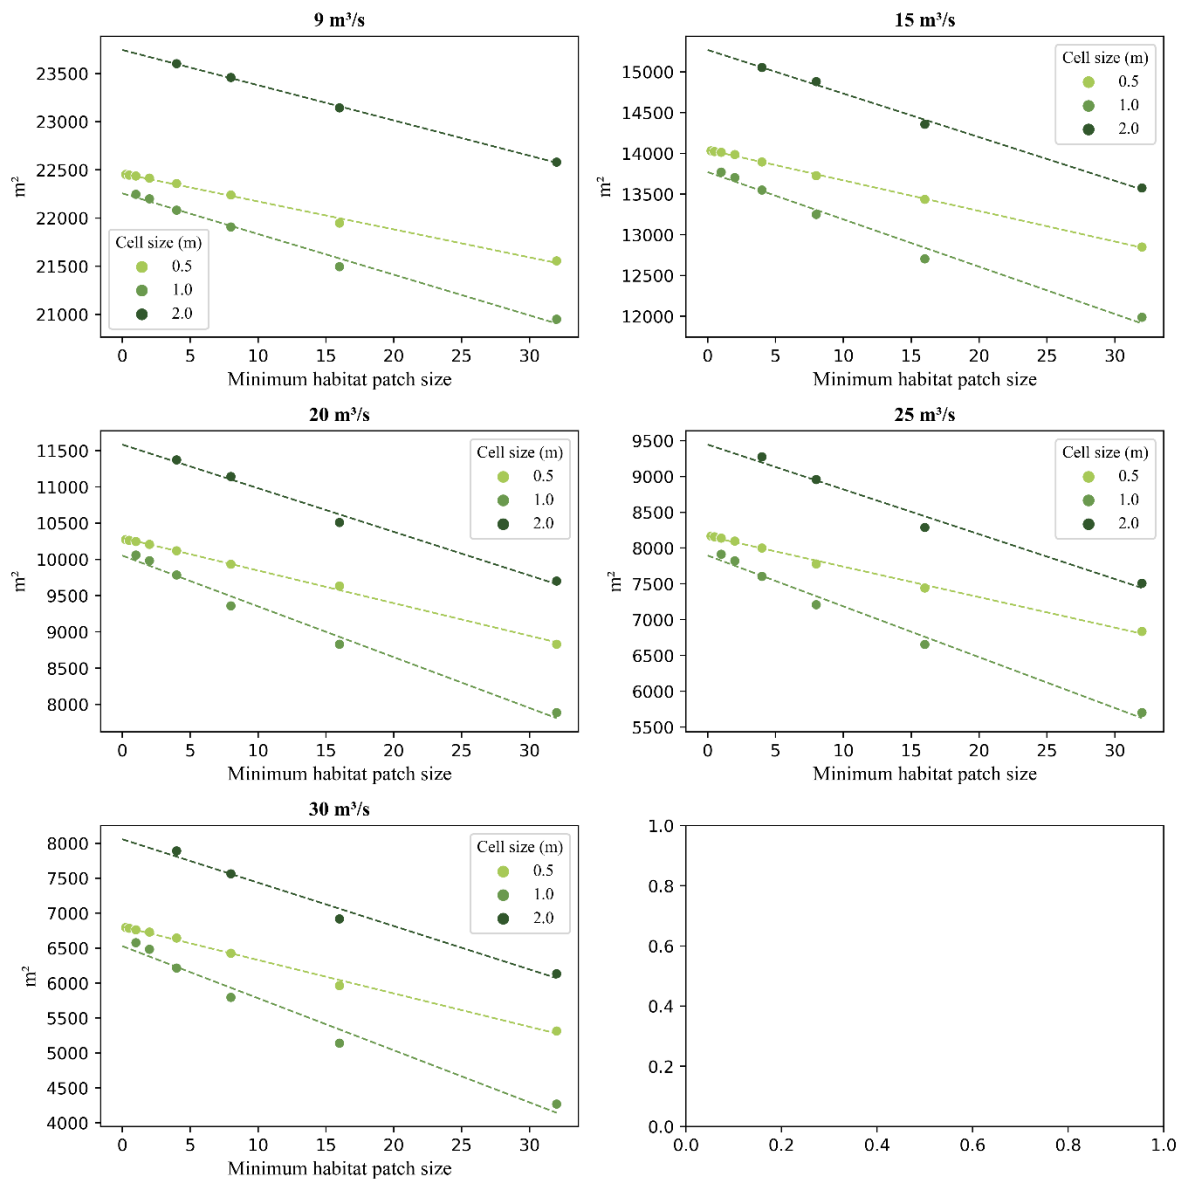 9 m³/s
23500
23000
22500
22000
21500
21000
m²
Cell size (m)
0.5
1.0
2.0
0 5 10 15 20 25 30
Minimum habitat patch size
15 m³/s
15000
14500
14000
13500
13000
12500
12000
m²
Cell size (m)
0.5
1.0
2.0
0 5 10 15 20 25 30
Minimum habitat patch size
20 m³/s
11500
11000
10500
10000
9500
9000
8500
8000
m²
Cell size (m)
0.5
1.0
2.0
0 5 10 15 20 25 30
Minimum habitat patch size
25 m³/s
9500
9000
8500
8000
7500
7000
6500
6000
5500
m²
Cell size (m)
0.5
1.0
2.0
0 5 10 15 20 25 30
Minimum habitat patch size
30 m³/s
8000
7500
7000
6500
6000
5500
5000
4500
4000
m²
Cell size (m)
0.5
1.0
2.0
0 5 10 15 20 25 30
Minimum habitat patch size
1.0
0.8
0.6
0.4
0.2
0.0
0.0 0.2 0.4 0.6 0.8 1.0